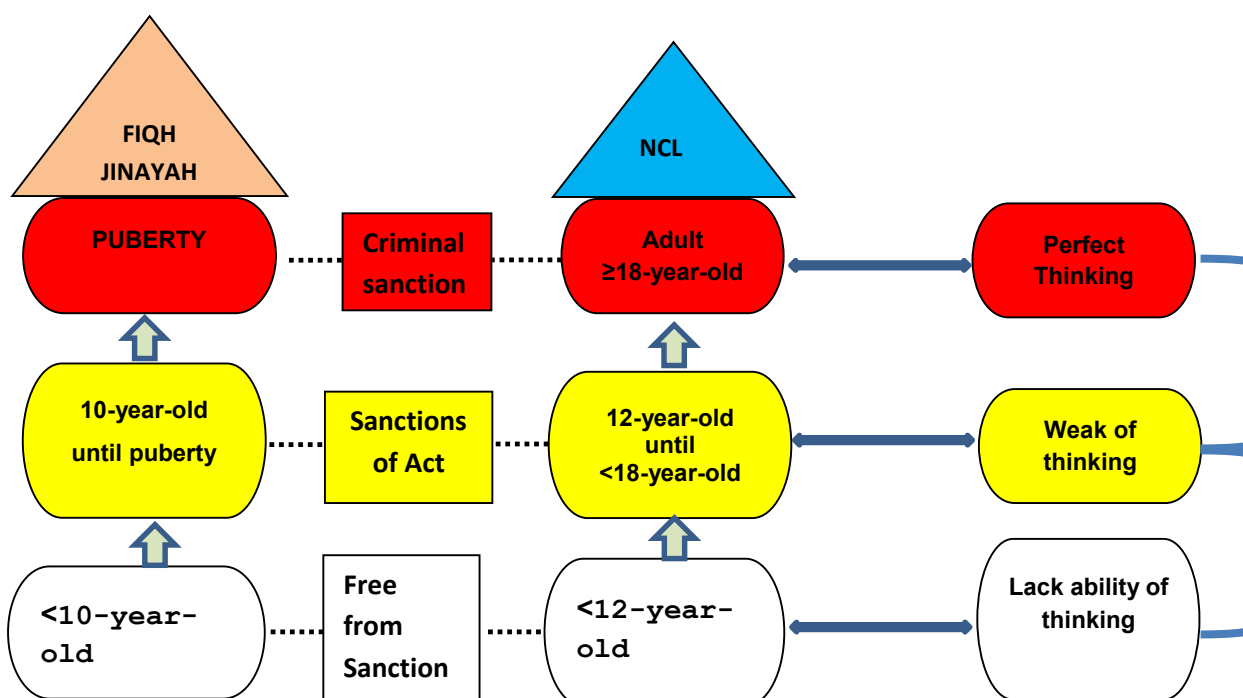 FIQH
JINAYAH
NCL
PUBERTY
Criminal
sanction
Adult
≥18-year-old
Perfect
Thinking
10-year-old
until puberty
Sanctions
of Act
12-year-old
until
<18-year-old
Weak of
thinking
<10-year-
old
Free
from
Sanction
<12-year-
old
Lack ability of
thinking